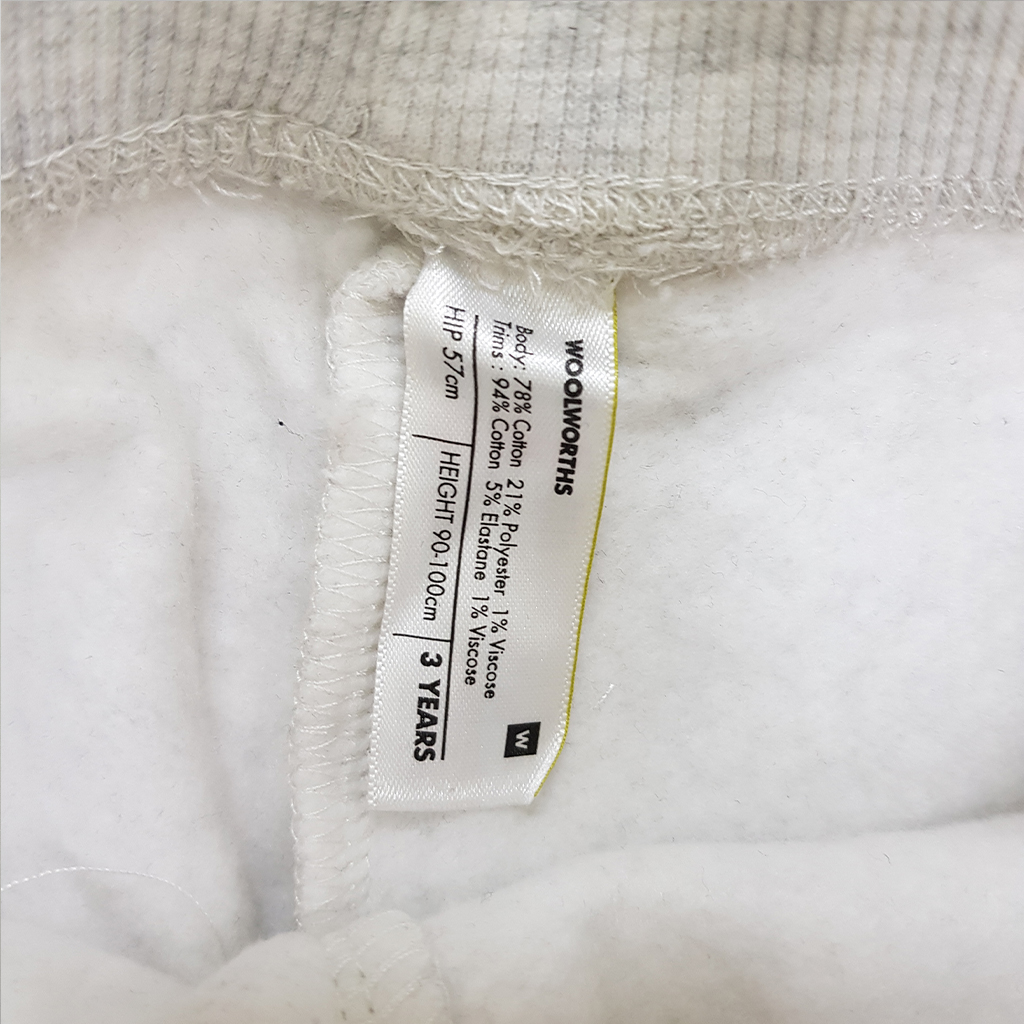 WOOLWORTHS
Body: 78% Cotton 21% Polyester 1% Viscose
Trims : 94% Cotton 5% Elastane 1% Viscose
HIP 57cm HEIGHT 90-100cm 3 YEARS
W